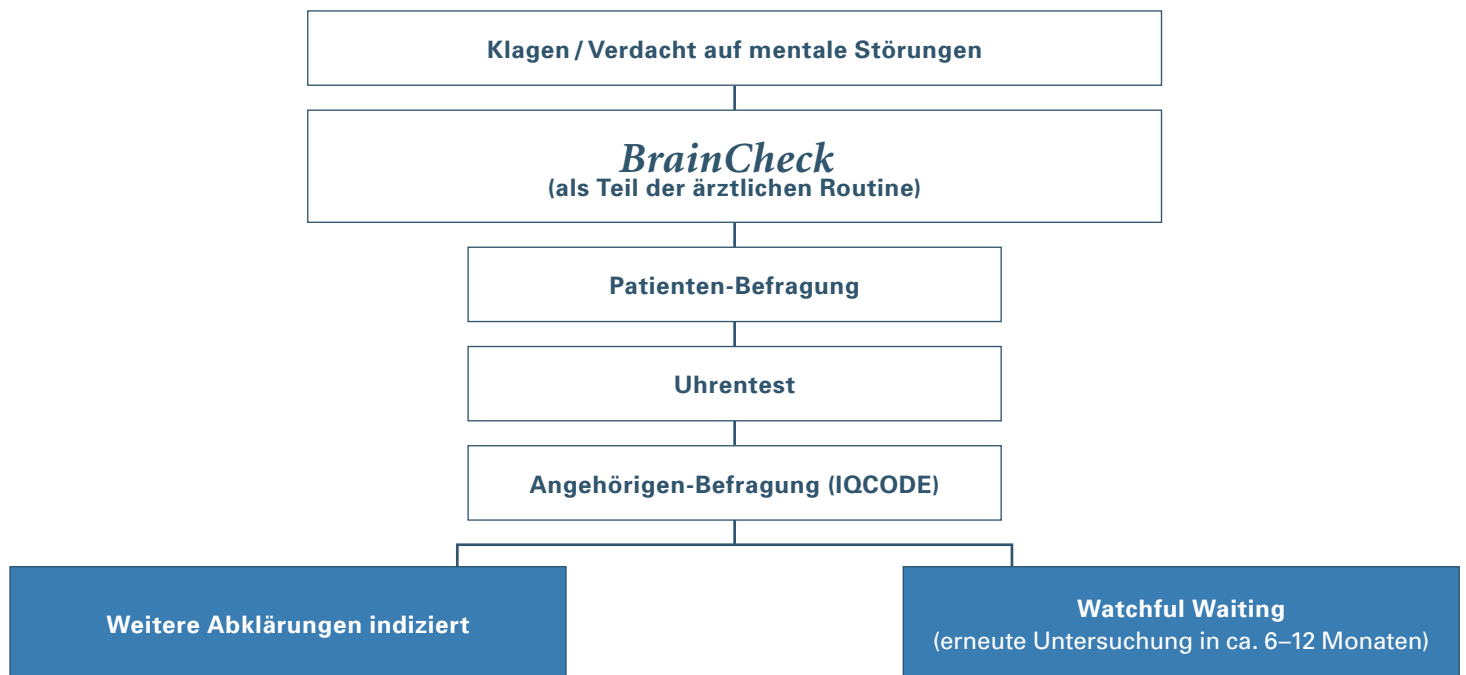 Klagen / Verdacht auf mentale Störungen
BrainCheck
(als Teil der ärztlichen Routine)
Patienten-Befragung
Uhrentest
Angehörigen-Befragung (IQCODE)
Weitere Abklärungen indiziert
Watchful Waiting
(erneute Untersuchung in ca. 6–12 Monaten)